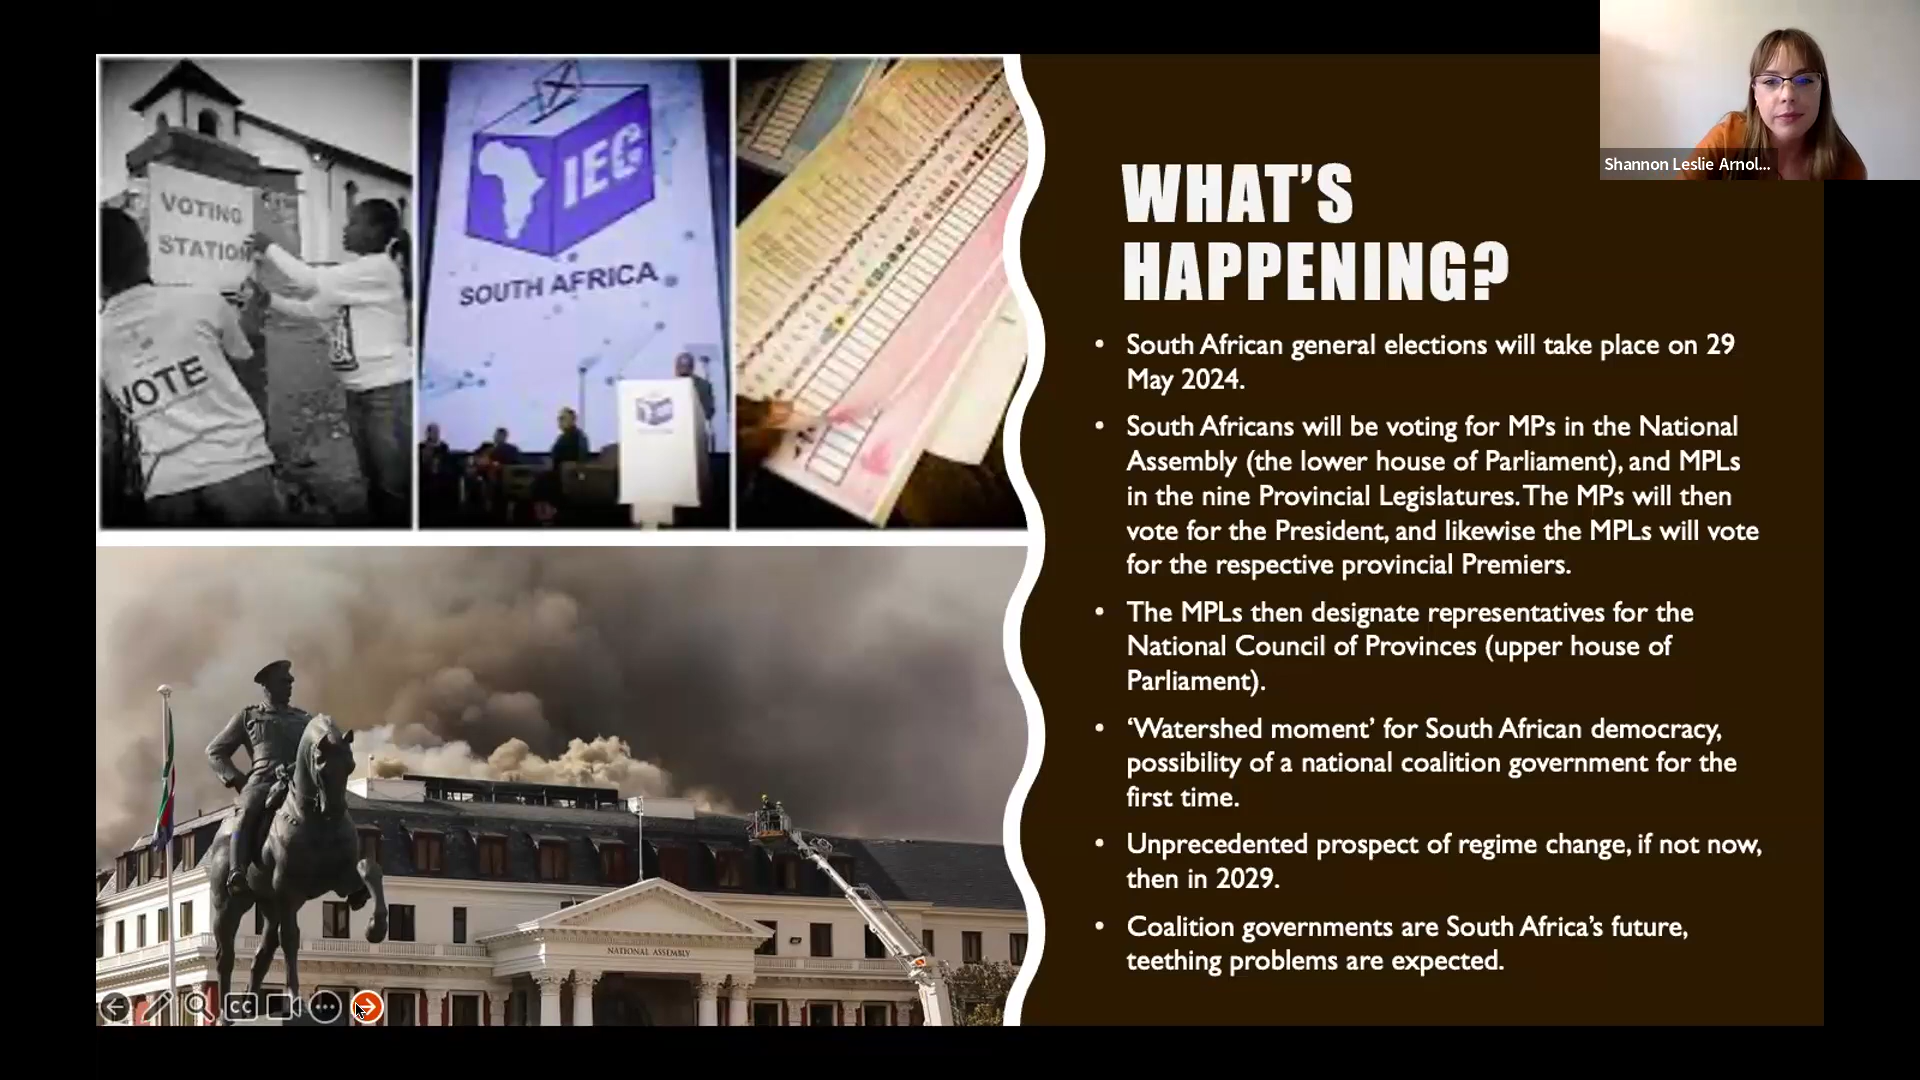 VOTING
STATION
VOTE
IEC
SOUTH AFRICA
NATIONAL ASSEMBLY
CC
Shannon Leslie Arnol...
WHAT’S
HAPPENING?
• South African general elections will take place on 29
May 2024.
• South Africans will be voting for MPs in the National
Assembly (the lower house of Parliament), and MPLs
in the nine Provincial Legislatures. The MPs will then
vote for the President, and likewise the MPLs will vote
for the respective provincial Premiers.
• The MPLs then designate representatives for the
National Council of Provinces (upper house of
Parliament).
• ‘Watershed moment’ for South African democracy,
possibility of a national coalition government for the
first time.
• Unprecedented prospect of regime change, if not now,
then in 2029.
• Coalition governments are South Africa’s future,
teething problems are expected.